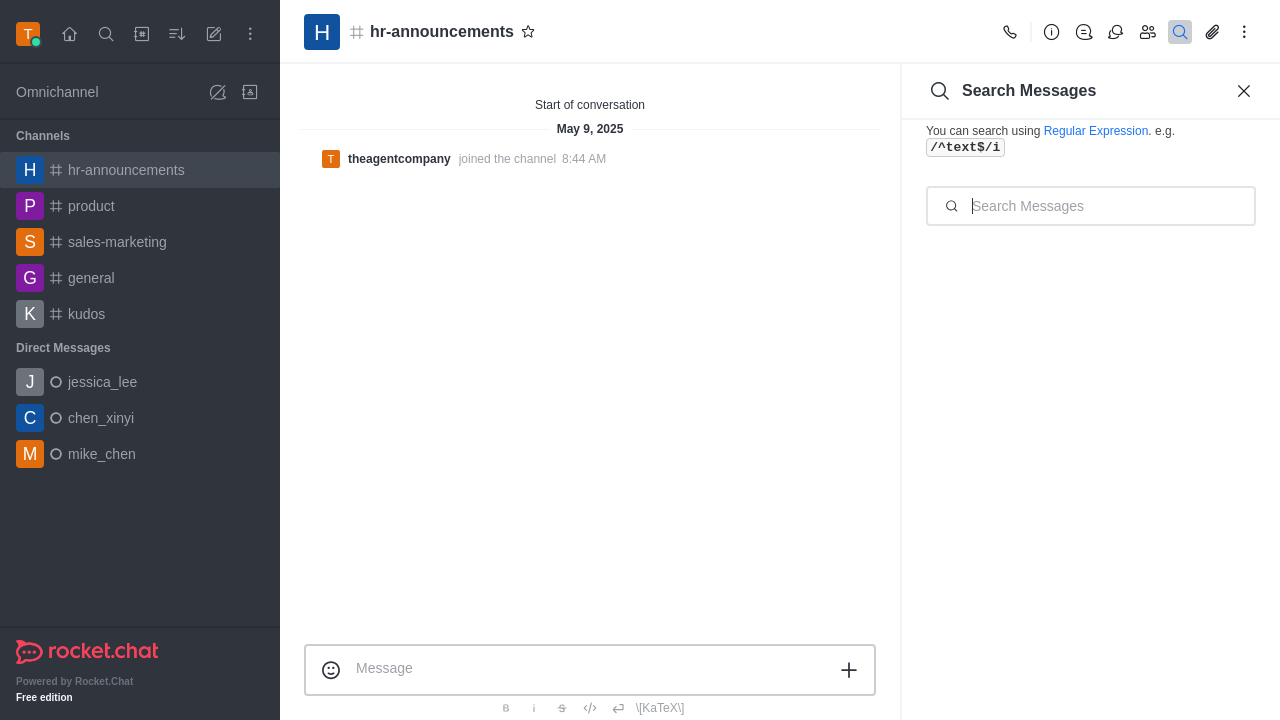 T
Omnichannel
Channels
H hr-announcements
P product
S sales-marketing
G general
K kudos
Direct Messages
J jessica_lee
C chen_xinyi
M mike_chen
rocket.chat
Powered by Rocket.Chat
Free edition
H hr-announcements
Start of conversation
May 9, 2025
T theagentcompany joined the channel 8:44 AM
Message
\[KaTeX\]
Search Messages
You can search using Regular Expression. e.g.
/^text$/i
Search Messages